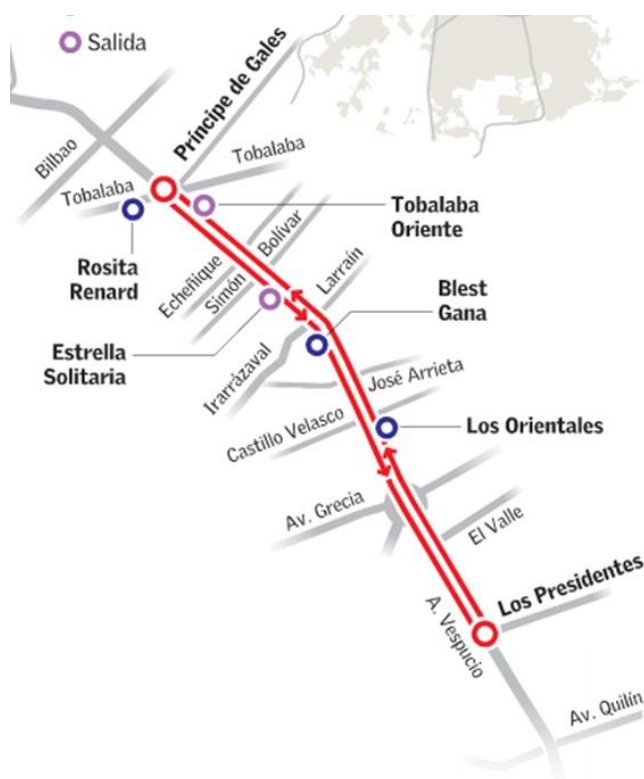 Salida
Príncipe de Gales
Bilbao
Tobalaba
Tobalaba
Tobalaba
Oriente
Rosita
Renard
Echeñique
Simón Bolívar
Larraín
Blest
Gana
Estrella
Solitaria
Irarrázaval
José Arrieta
Castillo Velasco
Los Orientales
Av. Grecia
El Valle
Los Presidentes
A. Vespucio
Av. Quilín